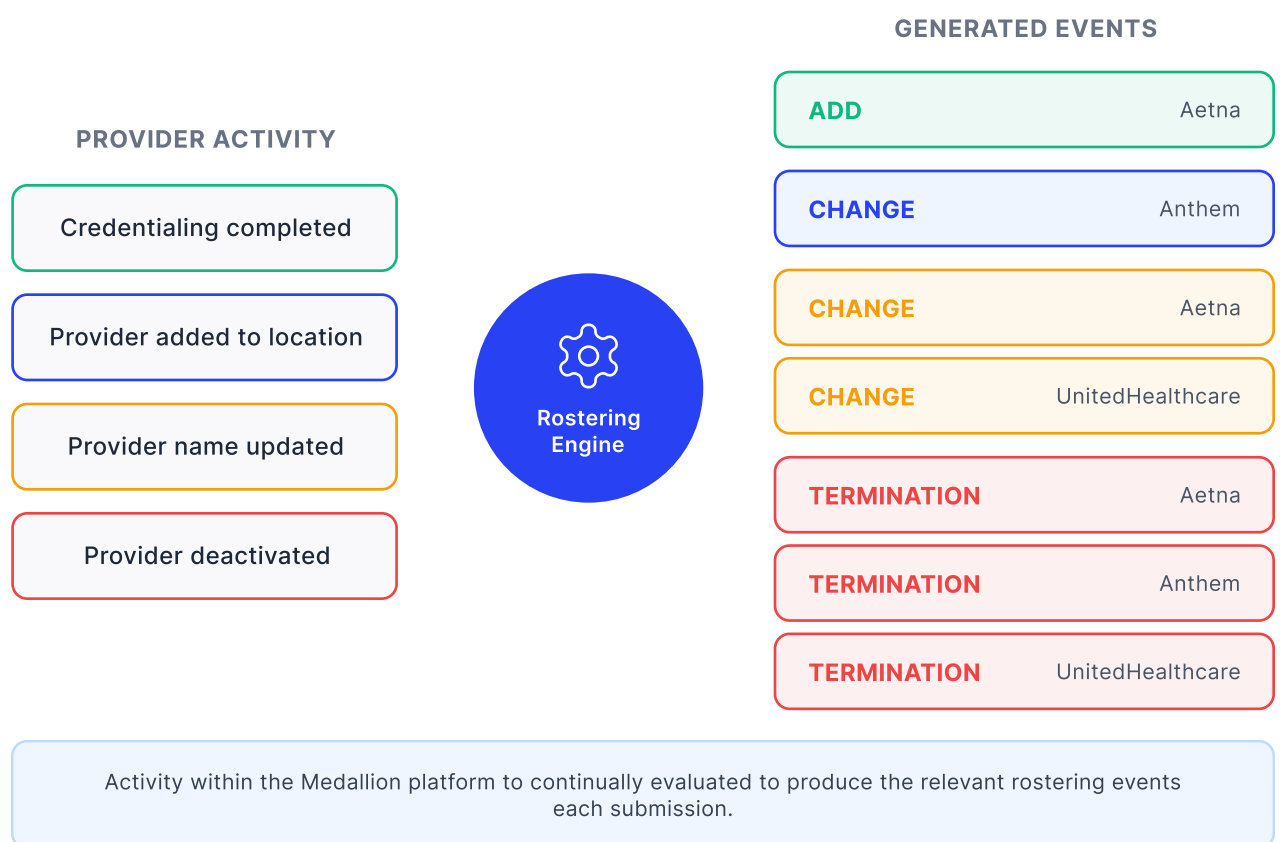 PROVIDER ACTIVITY
Credentialing completed
Provider added to location
Provider name updated
Provider deactivated
Rostering
Engine
GENERATED EVENTS
ADD Aetna
CHANGE Anthem
CHANGE Aetna
CHANGE UnitedHealthcare
TERMINATION Aetna
TERMINATION Anthem
TERMINATION UnitedHealthcare
Activity within the Medallion platform to continually evaluated to produce the relevant rostering events
each submission.